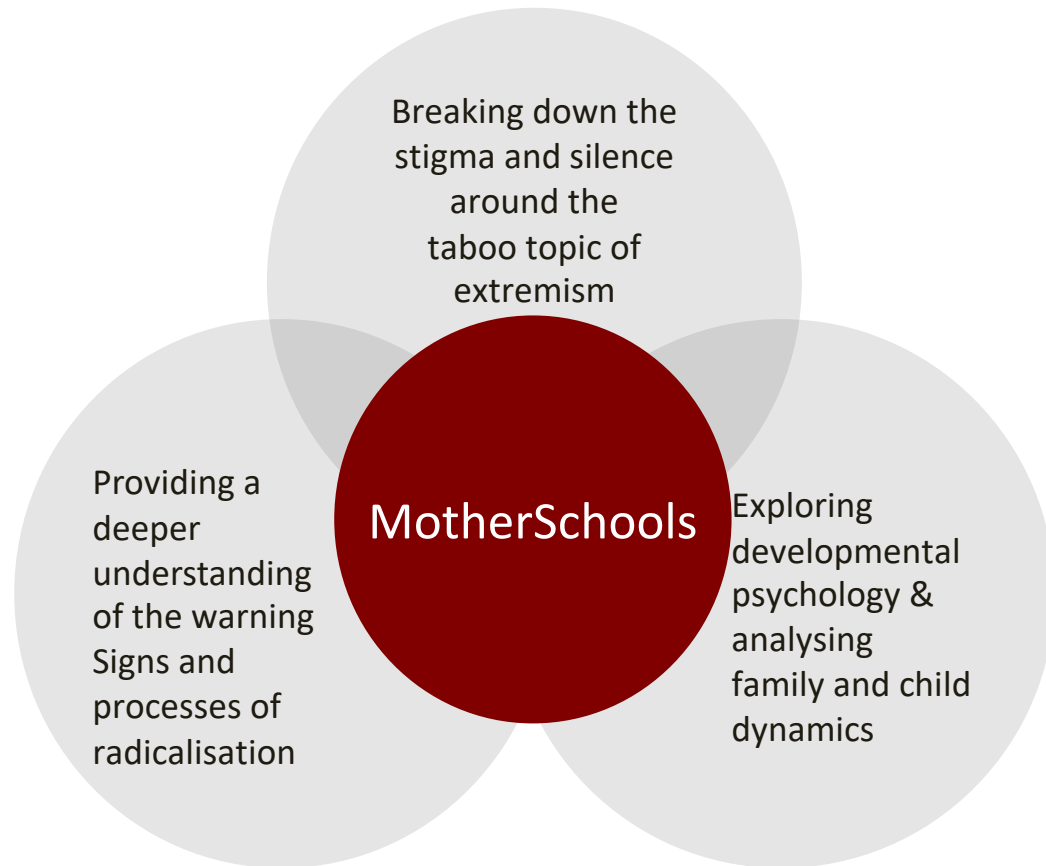 Breaking down the
stigma and silence
around the
taboo topic of
extremism
MotherSchools
Providing a
deeper
understanding
of the warning
Signs and
processes of
radicalisation
Exploring
developmental
psychology &
analysing
family and child
dynamics